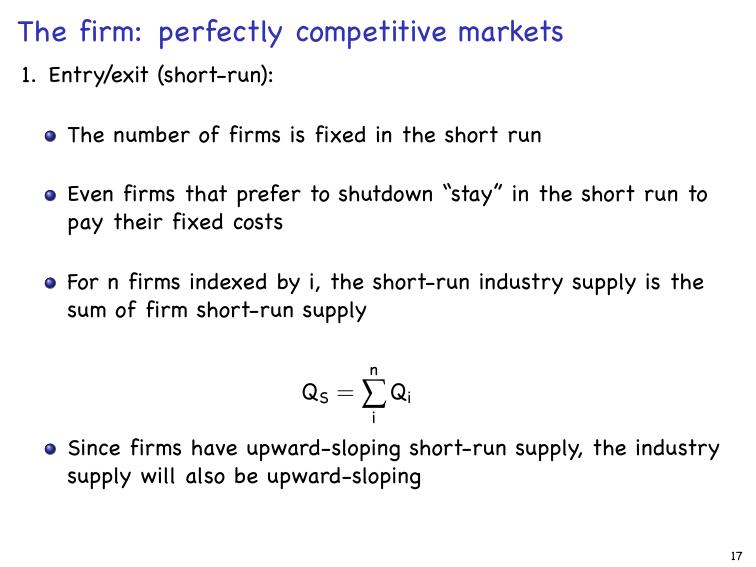 The firm: perfectly competitive markets
1. Entry/exit (short-run):
The number of firms is fixed in the short run
Even firms that prefer to shutdown “stay” in the short run to
pay their fixed costs
For n firms indexed by i, the short-run industry supply is the
sum of firm short-run supply
n
Qs = ∑ Qi
i
Since firms have upward-sloping short-run supply, the industry
supply will also be upward-sloping
17